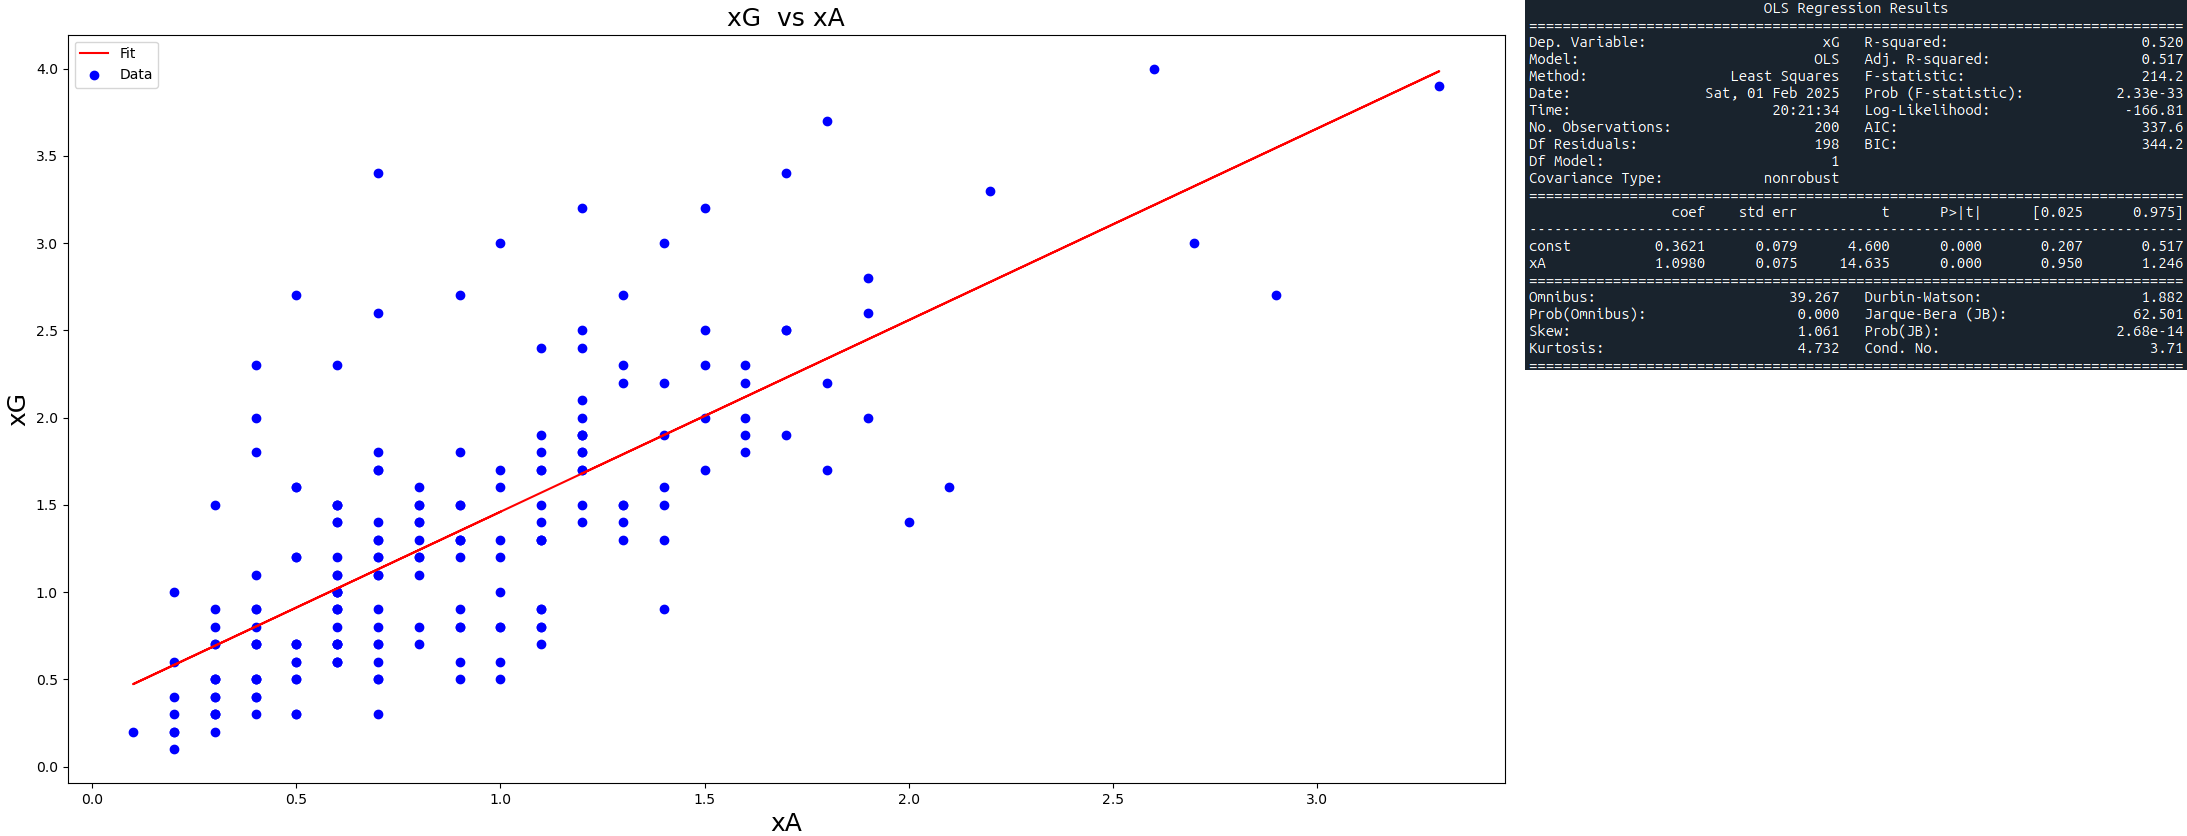 xG  vs xA
Fit
Data
4.0
3.5
3.0
2.5
2.0
1.5
1.0
0.5
0.0
xG
0.0 0.5 1.0 1.5 2.0 2.5 3.0
xA
OLS Regression Results
==============================================================================
Dep. Variable: xG R-squared: 0.520
Model: OLS Adj. R-squared: 0.517
Method: Least Squares F-statistic: 214.2
Date: Sat, 01 Feb 2025 Prob (F-statistic): 2.33e-33
Time: 20:21:34 Log-Likelihood: -166.81
No. Observations: 200 AIC: 337.6
Df Residuals: 198 BIC: 344.2
Df Model: 1
Covariance Type: nonrobust
==============================================================================
coef std err t P>|t| [0.025 0.975]
------------------------------------------------------------------------------
const 0.3621 0.079 4.600 0.000 0.207 0.517
xA 1.0980 0.075 14.635 0.000 0.950 1.246
==============================================================================
Omnibus: 39.267 Durbin-Watson: 1.882
Prob(Omnibus): 0.000 Jarque-Bera (JB): 62.501
Skew: 1.061 Prob(JB): 2.68e-14
Kurtosis: 4.732 Cond. No. 3.71
==============================================================================